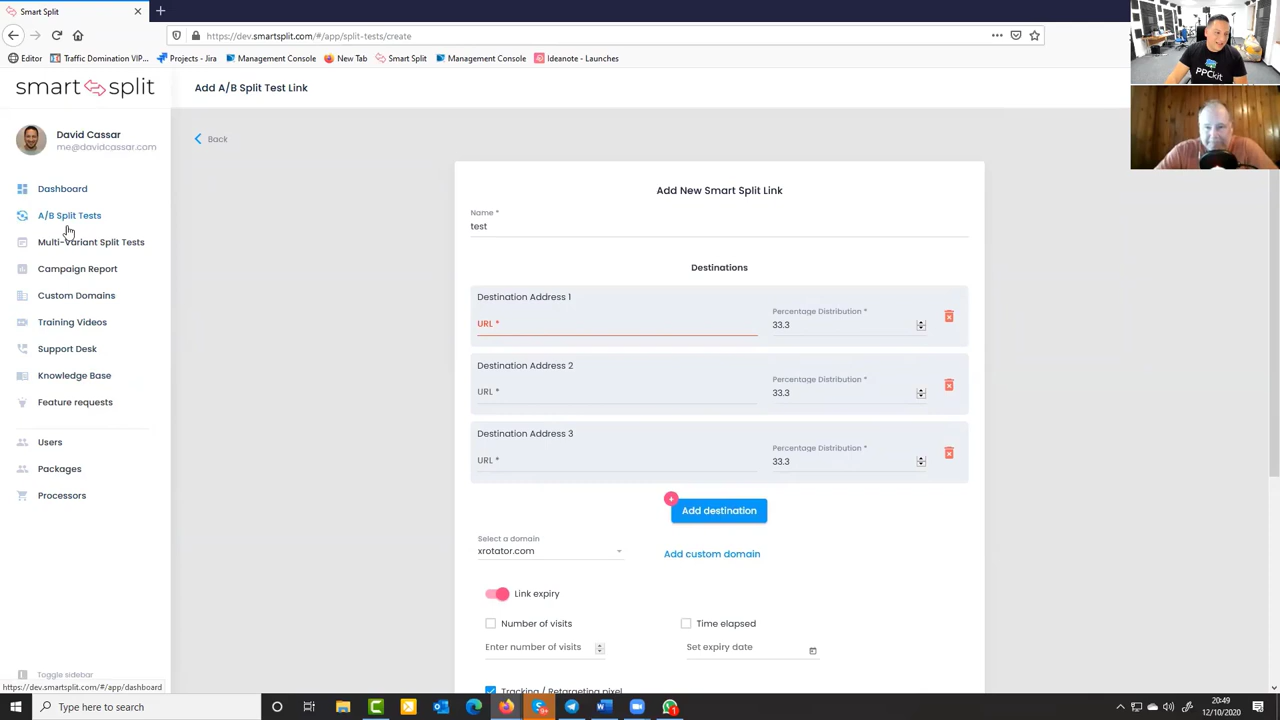 Smart Split
https://dev.smartsplit.com/#/app/split-tests/create
Editor
Traffic Domination VIP...
Projects - Jira
Management Console
New Tab
Smart Split
Management Console
Ideanote - Launches
smart split
Add A/B Split Test Link
PPCkit
David Cassar
me@davidcassar.com
Back
Dashboard
A/B Split Tests
Multi-Variant Split Tests
Campaign Report
Custom Domains
Training Videos
Support Desk
Knowledge Base
Feature requests
Users
Packages
Processors
Add New Smart Split Link
Name *
test
Destinations
Destination Address 1
URL *
Percentage Distribution *
33.3
Destination Address 2
URL *
Percentage Distribution *
33.3
Destination Address 3
URL *
Percentage Distribution *
33.3
+
Add destination
Select a domain
xrotator.com
Add custom domain
Link expiry
Number of visits
Time elapsed
Enter number of visits
Set expiry date
Tracking / Retargeting pixel
Toggle sidebar
https://dev.smartsplit.com/#/app/dashboard
Type here to search
20:49
12/10/2020